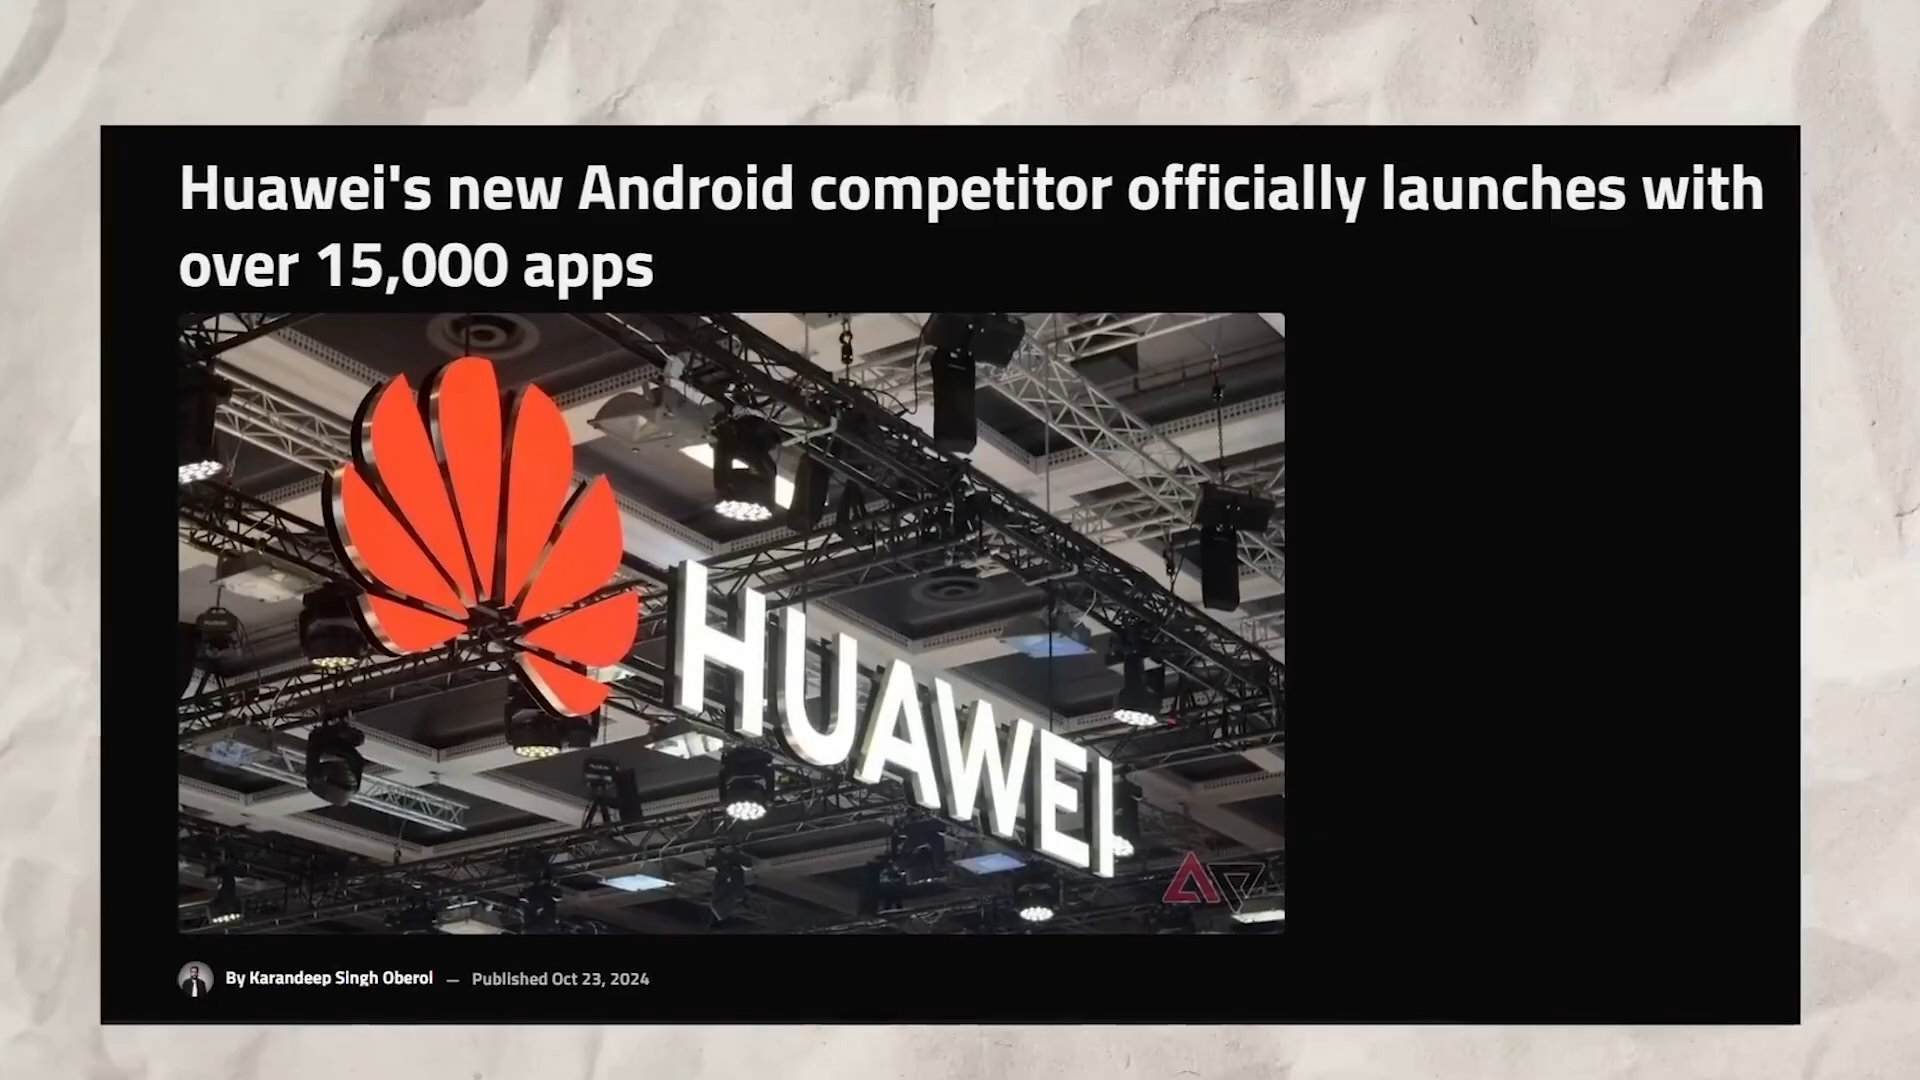 Huawei's new Android competitor officially launches with
over 15,000 apps
HUAWEI
By Karandeep Singh Oberoi — Published Oct 23, 2024